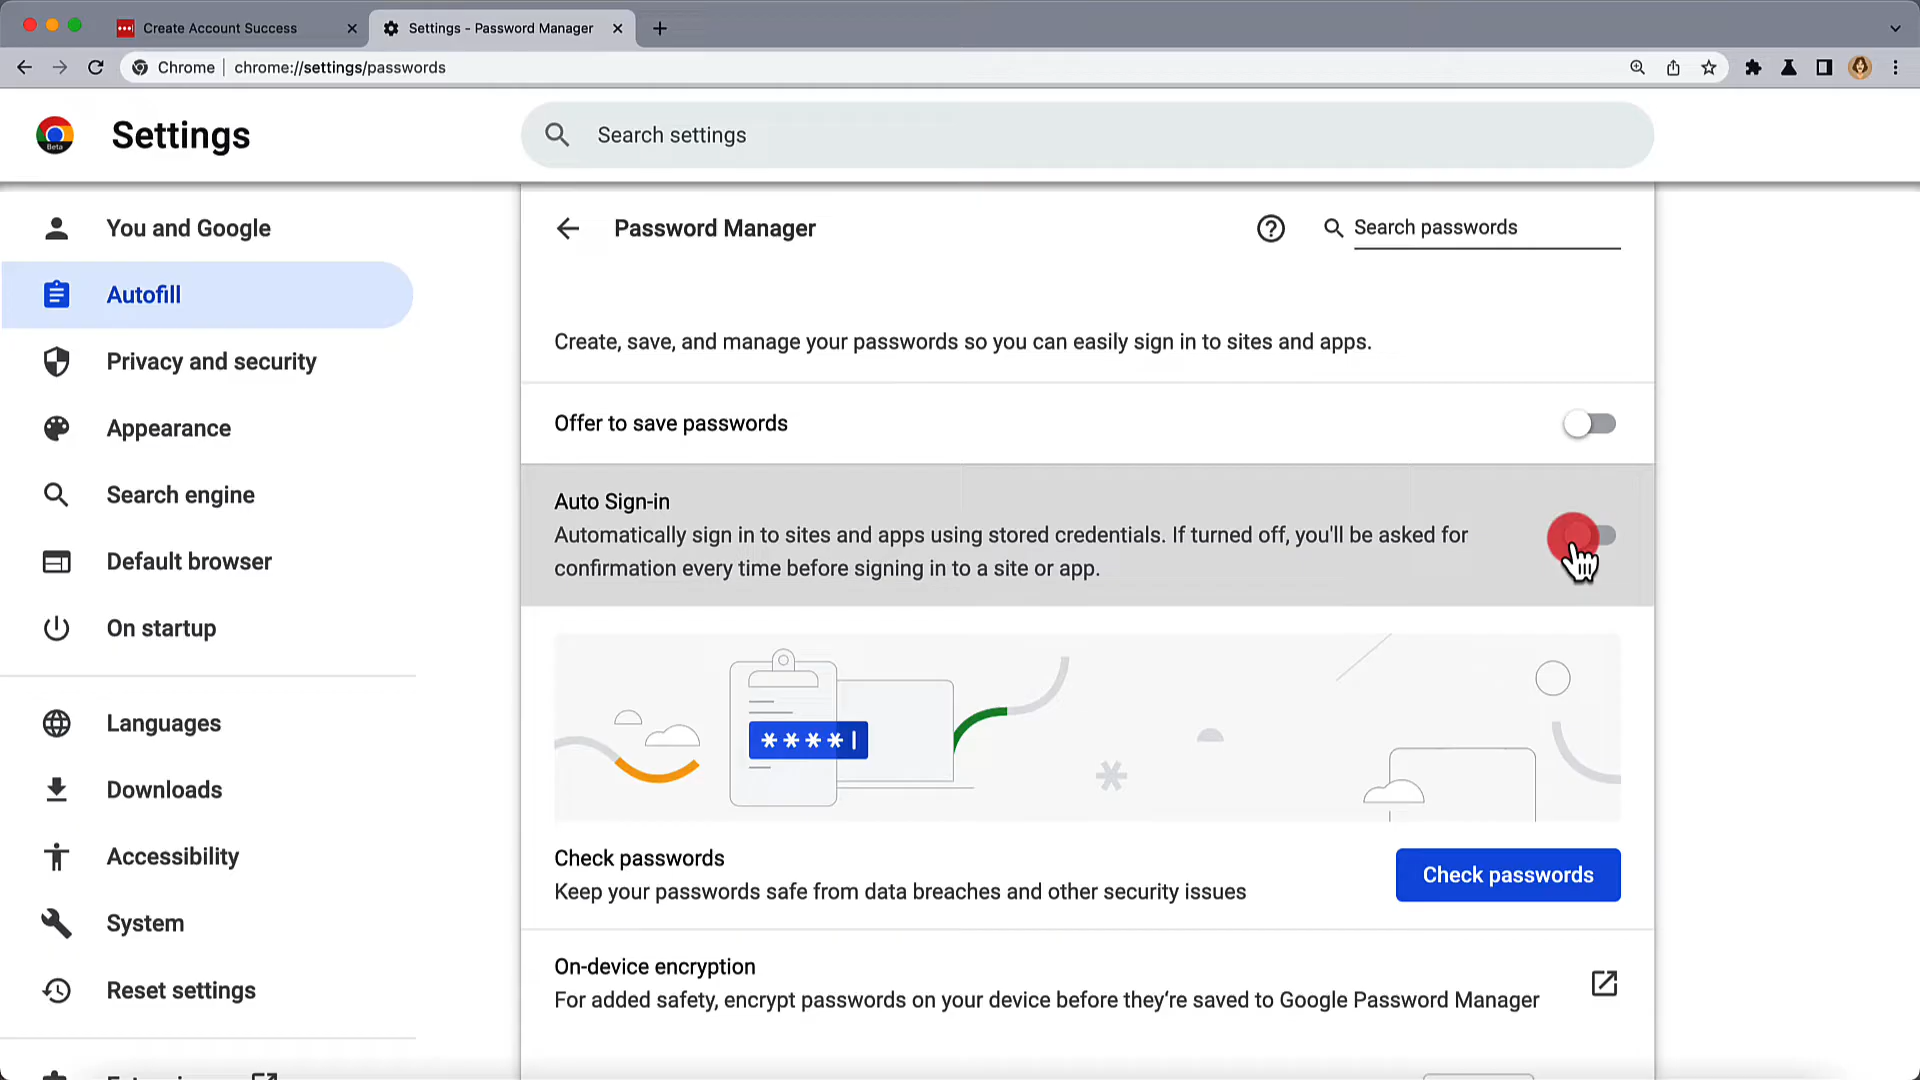 Create Account Success
Settings - Password Manager
Chrome
chrome://settings/passwords
Beta
Settings
Search settings
You and Google
Autofill
Privacy and security
Appearance
Search engine
Default browser
On startup
Languages
Downloads
Accessibility
System
Reset settings
Password Manager
Search passwords
Create, save, and manage your passwords so you can easily sign in to sites and apps.
Offer to save passwords
Auto Sign-in
Automatically sign in to sites and apps using stored credentials. If turned off, you'll be asked for
confirmation every time before signing in to a site or app.
****|
Check passwords
Keep your passwords safe from data breaches and other security issues
Check passwords
On-device encryption
For added safety, encrypt passwords on your device before they’re saved to Google Password Manager